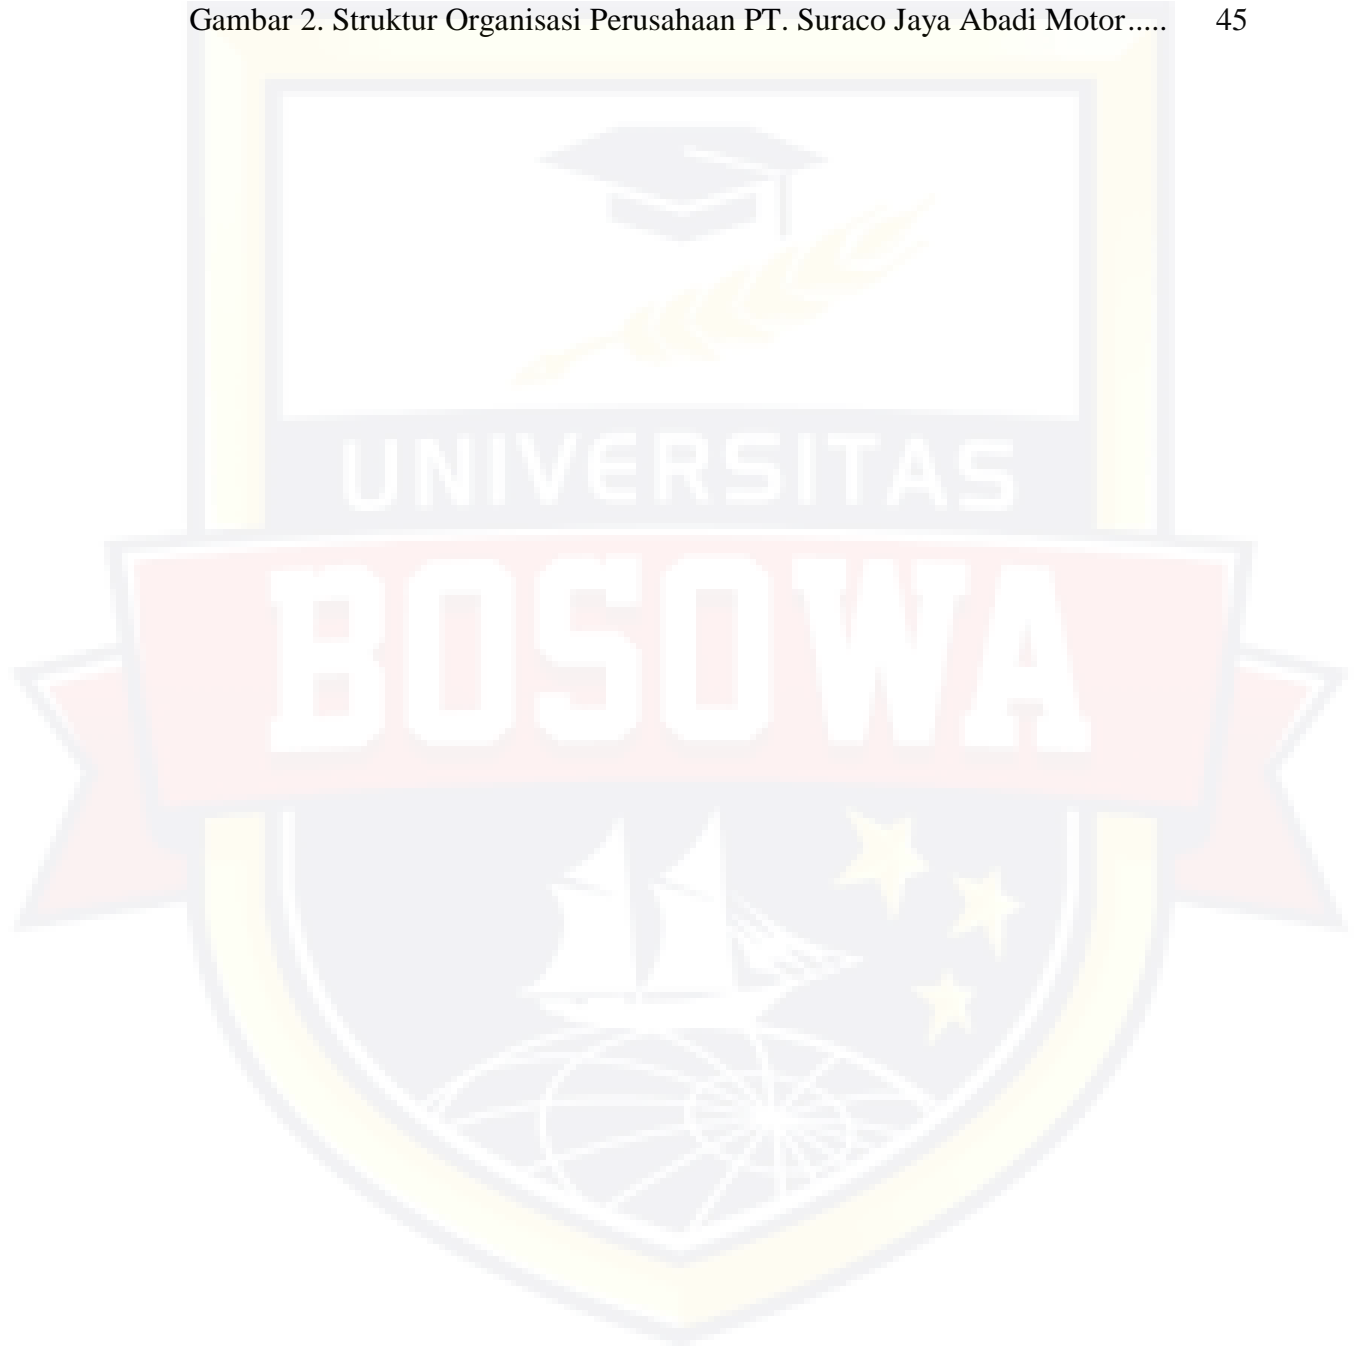 Gambar 2. Struktur Organisasi Perusahaan PT. Suraco Jaya Abadi Motor..... 45
UNIVERSITAS
BOSOWA